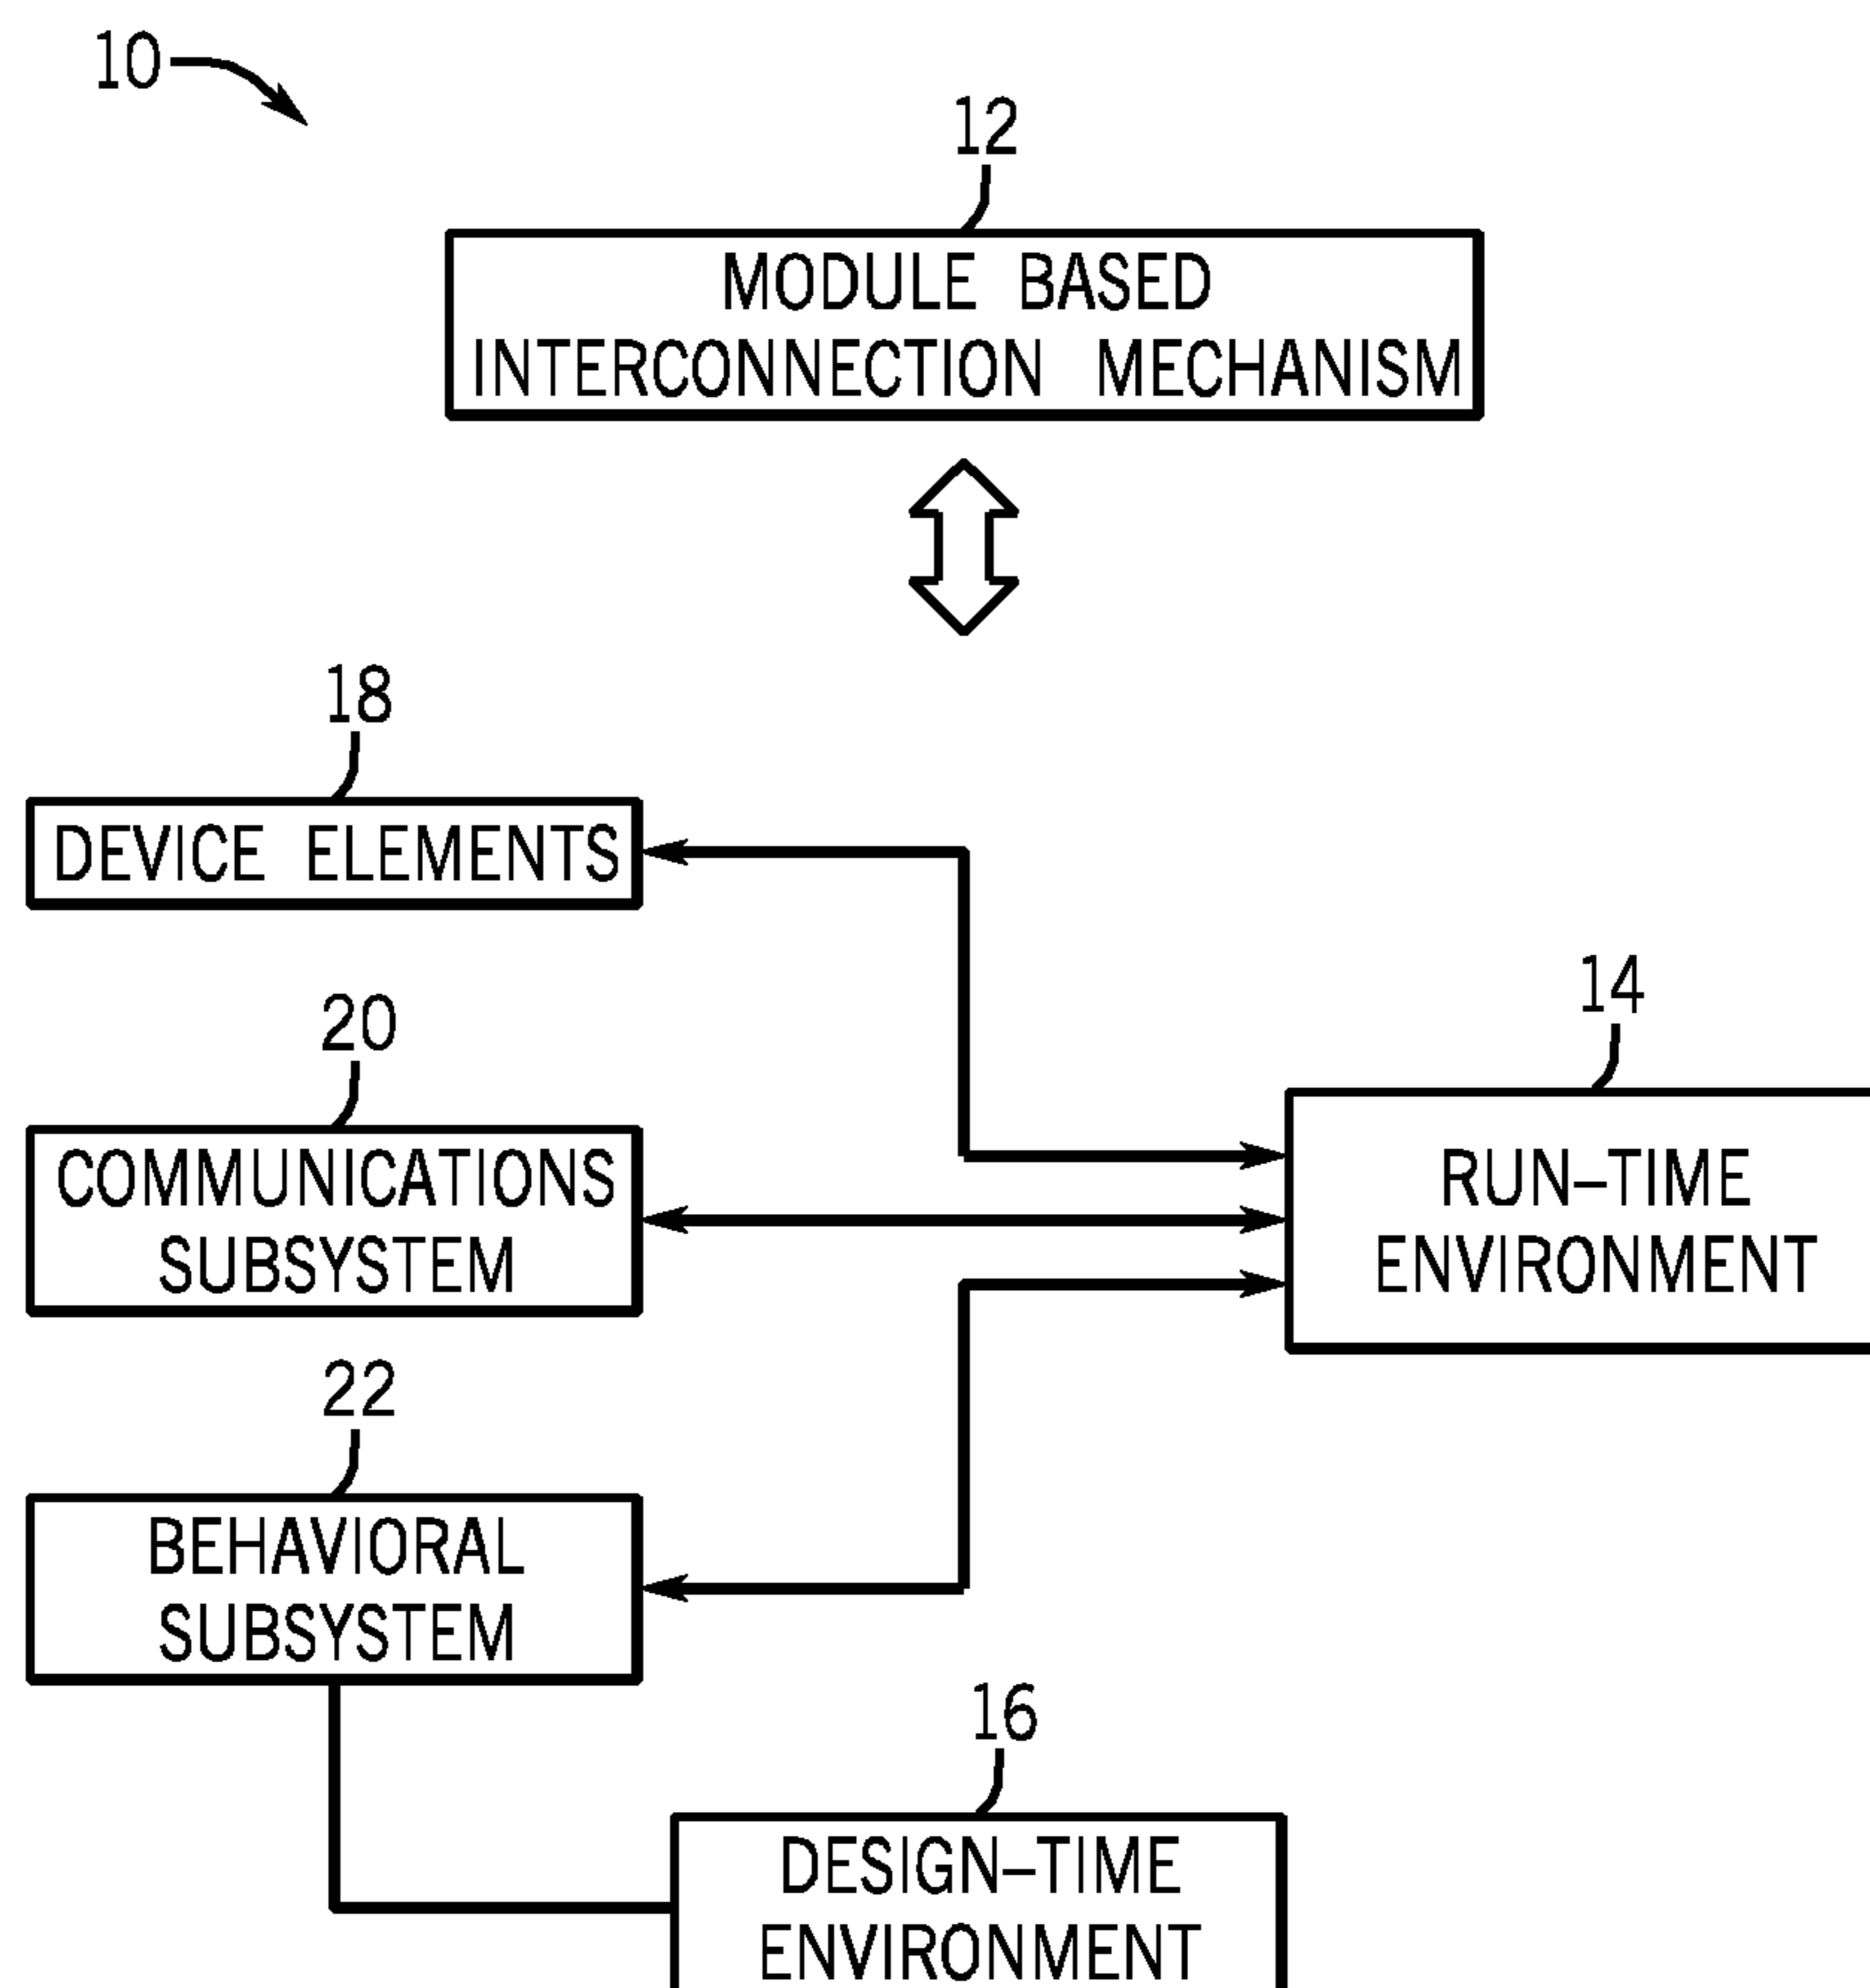 10
12
MODULE BASED
INTERCONNECTION MECHANISM
18
DEVICE ELEMENTS
20
COMMUNICATIONS
SUBSYSTEM
14
RUN-TIME
ENVIRONMENT
22
BEHAVIORAL
SUBSYSTEM
16
DESIGN-TIME
ENVIRONMENT